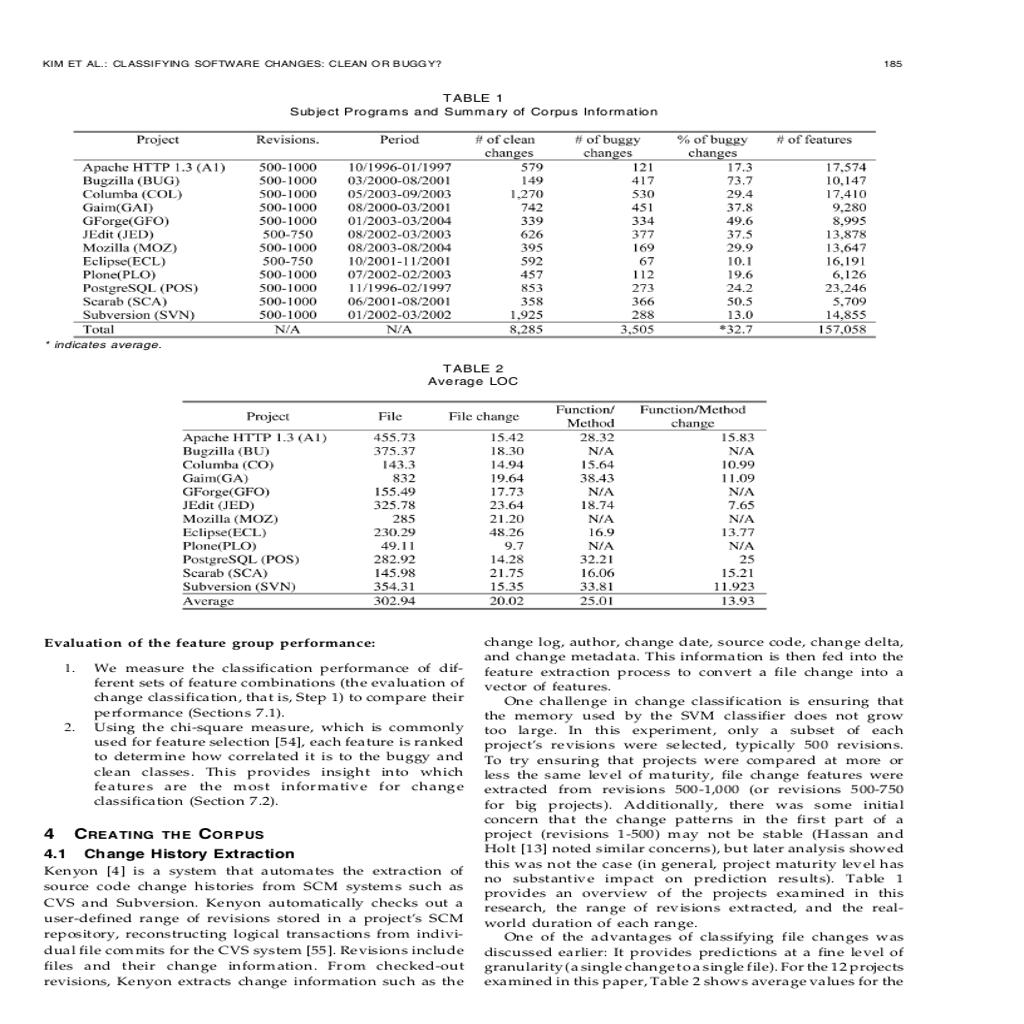 KIM ET AL.: CLASSIFYING SOFTWARE CHANGES: CLEAN OR BUGGY? 185
TABLE 1
Subject Programs and Summary of Corpus Information
Project Revisions. Period # of clean changes # of buggy changes % of buggy changes # of features
Apache HTTP 1.3 (A1) 500-1000 10/1996-01/1997 579 121 17.3 17,574
Bugzilla (BUG) 500-1000 03/2000-08/2001 149 417 73.7 10,147
Columba (COL) 500-1000 05/2003-09/2003 1,270 530 29.4 17,410
Gaim(GAI) 500-1000 08/2000-03/2001 742 451 37.8 9,280
GForge(GFO) 500-1000 01/2003-03/2004 339 334 49.6 8,995
JEdit (JED) 500-750 08/2002-03/2003 626 377 37.5 13,878
Mozilla (MOZ) 500-1000 08/2003-08/2004 395 169 29.9 13,647
Eclipse(ECL) 500-750 10/2001-11/2001 592 67 10.1 16,191
Plone(PLO) 500-1000 07/2002-02/2003 457 112 19.6 6,126
PostgreSQL (POS) 500-1000 11/1996-02/1997 853 273 24.2 23,246
Scarab (SCA) 500-1000 06/2001-08/2001 358 366 50.5 5,709
Subversion (SVN) 500-1000 01/2002-03/2002 1,925 288 13.0 14,855
Total N/A N/A 8,285 3,505 *32.7 157,058
* indicates average.
TABLE 2
Average LOC
Project File File change Function/ Method Function/Method change
Apache HTTP 1.3 (A1) 455.73 15.42 28.32 15.83
Bugzilla (BU) 375.37 18.30 N/A N/A
Columba (CO) 143.3 14.94 15.64 10.99
Gaim(GA) 832 19.64 38.43 11.09
GForge(GFO) 155.49 17.73 N/A N/A
JEdit (JED) 325.78 23.64 18.74 7.65
Mozilla (MOZ) 285 21.20 N/A N/A
Eclipse(ECL) 230.29 48.26 16.9 13.77
Plone(PLO) 49.11 9.7 N/A N/A
PostgreSQL (POS) 282.92 14.28 32.21 25
Scarab (SCA) 145.98 21.75 16.06 15.21
Subversion (SVN) 354.31 15.35 33.81 11.923
Average 302.94 20.02 25.01 13.93
Evaluation of the feature group performance:
1. We measure the classification performance of dif-
ferent sets of feature combinations (the evaluation of
change classification, that is, Step 1) to compare their
performance (Sections 7.1).
2. Using the chi-square measure, which is commonly
used for feature selection [54], each feature is ranked
to determine how correlated it is to the buggy and
clean classes. This provides insight into which
features are the most informative for change
classification (Section 7.2).
4 CREATING THE CORPUS
4.1 Change History Extraction
Kenyon [4] is a system that automates the extraction of
source code change histories from SCM systems such as
CVS and Subversion. Kenyon automatically checks out a
user-defined range of revisions stored in a project's SCM
repository, reconstructing logical transactions from indivi-
dual file commits for the CVS system [55]. Revisions include
files and their change information. From checked-out
revisions, Kenyon extracts change information such as the
change log, author, change date, source code, change delta,
and change metadata. This information is then fed into the
feature extraction process to convert a file change into a
vector of features.
One challenge in change classification is ensuring that
the memory used by the SVM classifier does not grow
too large. In this experiment, only a subset of each
project's revisions were selected, typically 500 revisions.
To try ensuring that projects were compared at more or
less the same level of maturity, file change features were
extracted from revisions 500-1,000 (or revisions 500-750
for big projects). Additionally, there was some initial
concern that the change patterns in the first part of a
project (revisions 1-500) may not be stable (Hassan and
Holt [13] noted similar concerns), but later analysis showed
this was not the case (in general, project maturity level has
no substantive impact on prediction results). Table 1
provides an overview of the projects examined in this
research, the range of revisions extracted, and the real-
world duration of each range.
One of the advantages of classifying file changes was
discussed earlier: It provides predictions at a fine level of
granularity (a single change to a single file). For the 12 projects
examined in this paper, Table 2 shows average values for the